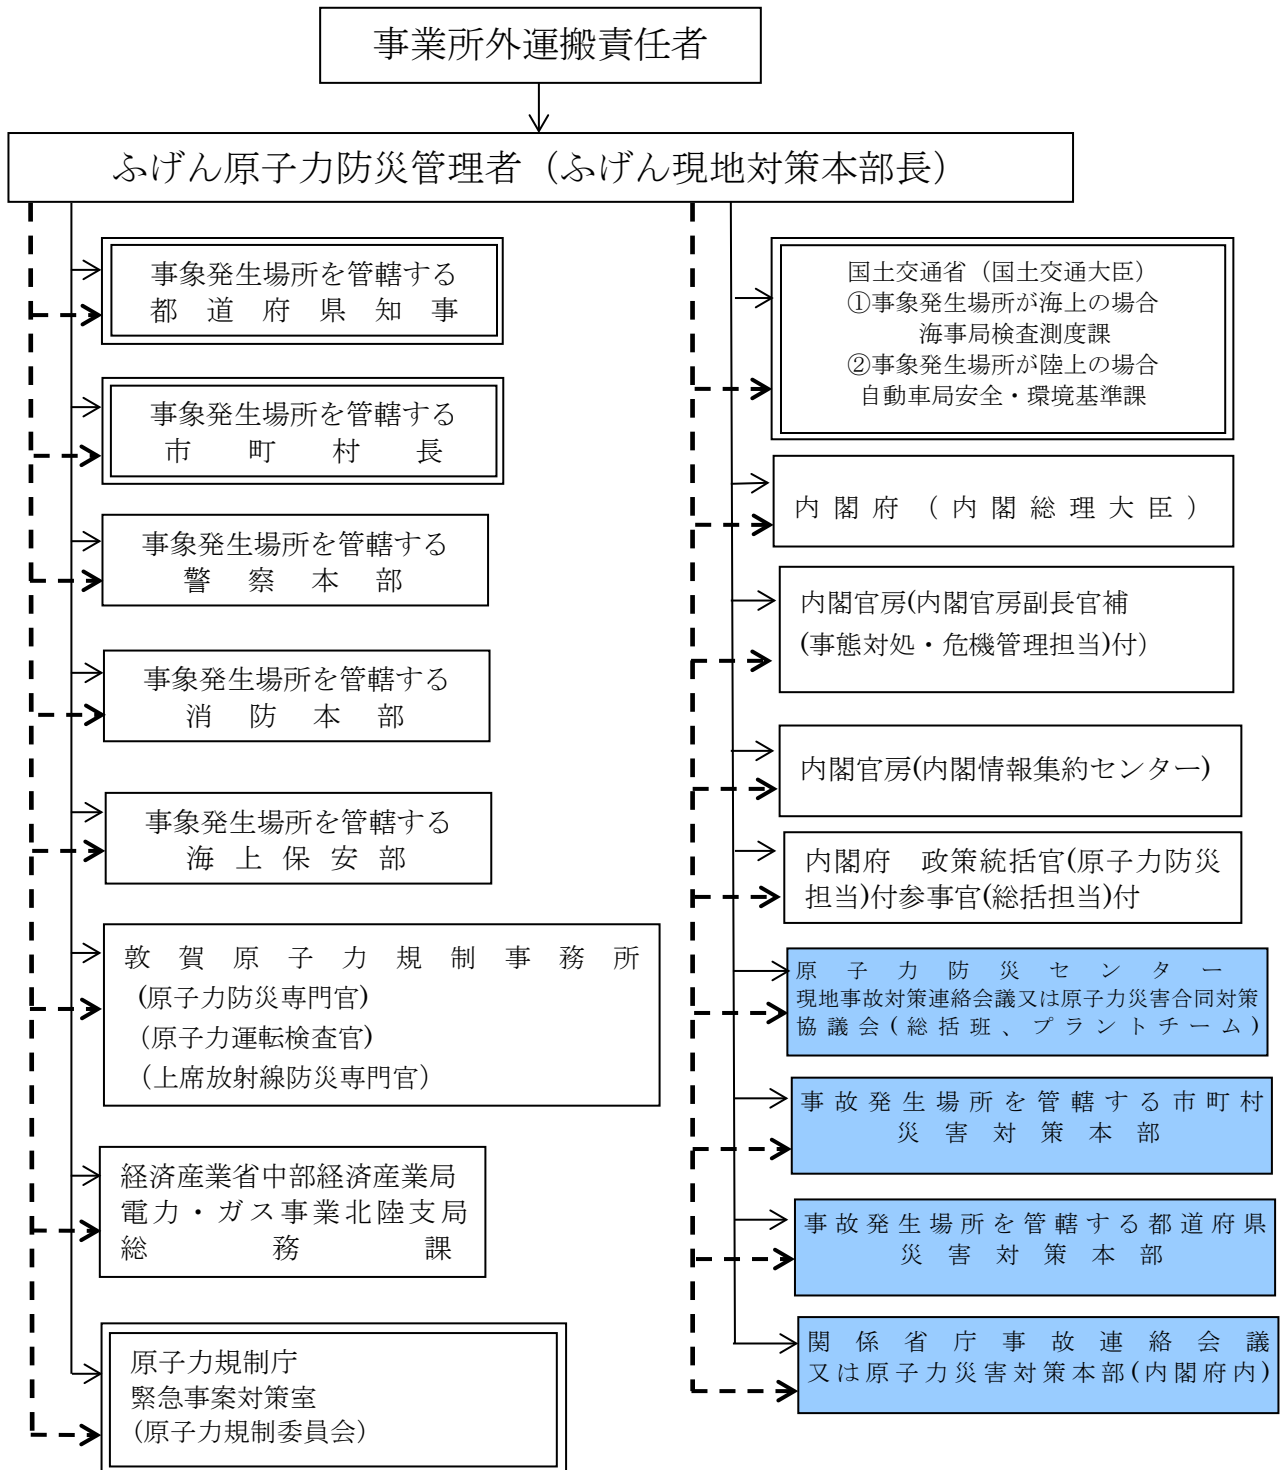 事業所外運搬責任者
ふげん原子力防災管理者（ふげん現地対策本部長）
事象発生場所を管轄する
都道府県知事
事象発生場所を管轄する
市町村長
事象発生場所を管轄する
警察本部
事象発生場所を管轄する
消防本部
事象発生場所を管轄する
海上保安部
敦賀原子力規制事務所
(原子力防災専門官)
(原子力運転検査官)
（上席放射線防災専門官）
経済産業省中部経済産業局
電力・ガス事業北陸支局
総務課
原子力規制庁
緊急事案対策室
(原子力規制委員会）
国土交通省（国土交通大臣）
①事象発生場所が海上の場合
海事局検査測度課
②事象発生場所が陸上の場合
自動車局安全・環境基準課
内閣府（内閣総理大臣）
内閣官房(内閣官房副長官補
(事態対処・危機管理担当)付）
内閣官房(内閣情報集約センター)
内閣府　政策統括官(原子力防災
担当)付参事官(総括担当)付
原子力防災センター
現地事故対策連絡会議又は原子力災害合同対策
協議会(総括班、プラントチーム)
事故発生場所を管轄する市町村
災害対策本部
事故発生場所を管轄する都道府県
災害対策本部
関係省庁事故連絡会議
又は原子力災害対策本部(内閣府内)